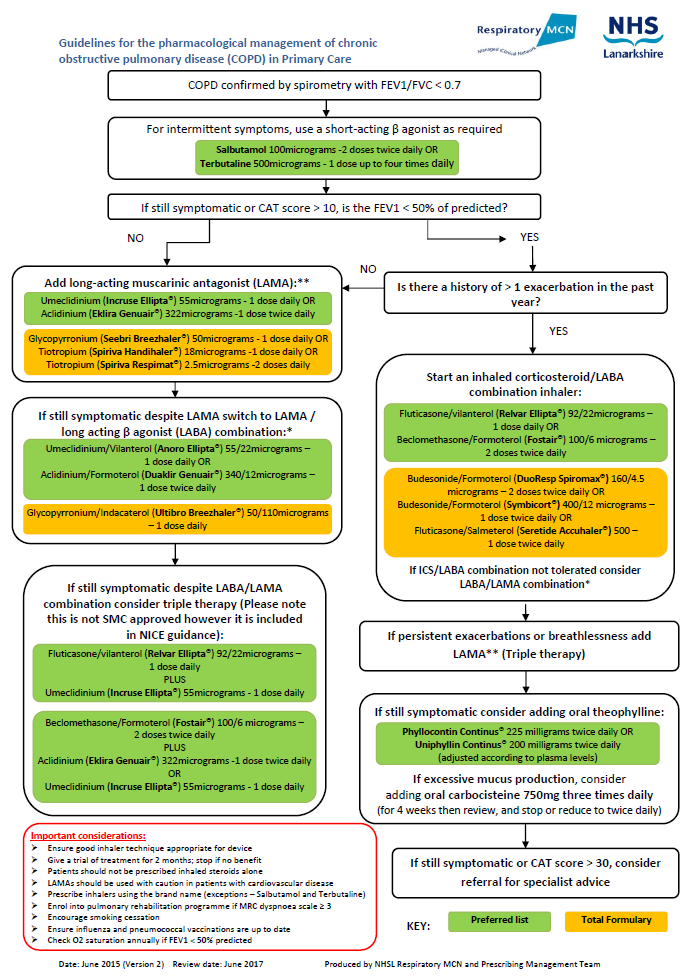 Guidelines for the pharmacological management of chronic
obstructive pulmonary disease (COPD) in Primary Care
Respiratory MCN
Managed Clinical Network
NHS
Lanarkshire
COPD confirmed by spirometry with FEV1/FVC < 0.7
For intermittent symptoms, use a short-acting β agonist as required
Salbutamol 100micrograms -2 doses twice daily OR
Terbutaline 500micrograms - 1 dose up to four times daily
If still symptomatic or CAT score > 10, is the FEV1 < 50% of predicted?
NO
YES
Add long-acting muscarinic antagonist (LAMA):**
Umeclidinium (Incruse Ellipta®) 55micrograms - 1 dose daily OR
Aclidinium (Eklira Genuair®) 322micrograms -1 dose twice daily
Glycopyrronium (Seebri Breezhaler®) 50micrograms - 1 dose daily OR
Tiotropium (Spiriva Handihaler®) 18micrograms -1 dose daily OR
Tiotropium (Spiriva Respimat®) 2.5micrograms -2 doses daily
NO
Is there a history of > 1 exacerbation in the past
year?
YES
If still symptomatic despite LAMA switch to LAMA /
long acting β agonist (LABA) combination:*
Umeclidinium/Vilanterol (Anoro Ellipta®) 55/22micrograms –
1 dose daily OR
Aclidinium/Formoterol (Duaklir Genuair®) 340/12micrograms –
1 dose twice daily
Glycopyrronium/Indacaterol (Ultibro Breezhaler®) 50/110micrograms
– 1 dose daily
Start an inhaled corticosteroid/LABA
combination inhaler:
Fluticasone/vilanterol (Relvar Ellipta®) 92/22micrograms –
1 dose daily OR
Beclomethasone/Formoterol (Fostair®) 100/6 micrograms –
2 doses twice daily
Budesonide/Formoterol (DuoResp Spiromax®) 160/4.5
micrograms – 2 doses twice daily OR
Budesonide/Formoterol (Symbicort®) 400/12 micrograms –
1 dose twice daily OR
Fluticasone/Salmeterol (Seretide Accuhaler®) 500 –
1 dose twice daily
If ICS/LABA combination not tolerated consider
LABA/LAMA combination*
If still symptomatic despite LABA/LAMA
combination consider triple therapy (Please note
this is not SMC approved however it is included
in NICE guidance):
Fluticasone/vilanterol (Relvar Ellipta®) 92/22micrograms –
1 dose daily
PLUS
Umeclidinium (Incruse Ellipta®) 55micrograms - 1 dose daily
Beclomethasone/Formoterol (Fostair®) 100/6 micrograms –
2 doses twice daily
PLUS
Aclidinium (Eklira Genuair®) 322micrograms -1 dose twice daily
OR
Umeclidinium (Incruse Ellipta®) 55micrograms - 1 dose daily
If persistent exacerbations or breathlessness add
LAMA** (Triple therapy)
If still symptomatic consider adding oral theophylline:
Phyllocontin Continus® 225 milligrams twice daily OR
Uniphyllin Continus® 200 milligrams twice daily
(adjusted according to plasma levels)
If excessive mucus production, consider
adding oral carbocisteine 750mg three times daily
(for 4 weeks then review, and stop or reduce to twice daily)
If still symptomatic or CAT score > 30, consider
referral for specialist advice
Important considerations:
➢ Ensure good inhaler technique appropriate for device
➢ Give a trial of treatment for 2 months; stop if no benefit
➢ Patients should not be prescribed inhaled steroids alone
➢ LAMAs should be used with caution in patients with cardiovascular disease
➢ Prescribe inhalers using the brand name (exceptions – Salbutamol and Terbutaline)
➢ Enrol into pulmonary rehabilitation programme if MRC dyspnoea scale ≥ 3
➢ Encourage smoking cessation
➢ Ensure influenza and pneumococcal vaccinations are up to date
➢ Check O2 saturation annually if FEV1 < 50% predicted
KEY:
Preferred list
Total Formulary
Date: June 2015 (Version 2) Review date: June 2017
Produced by NHSL Respiratory MCN and Prescribing Management Team